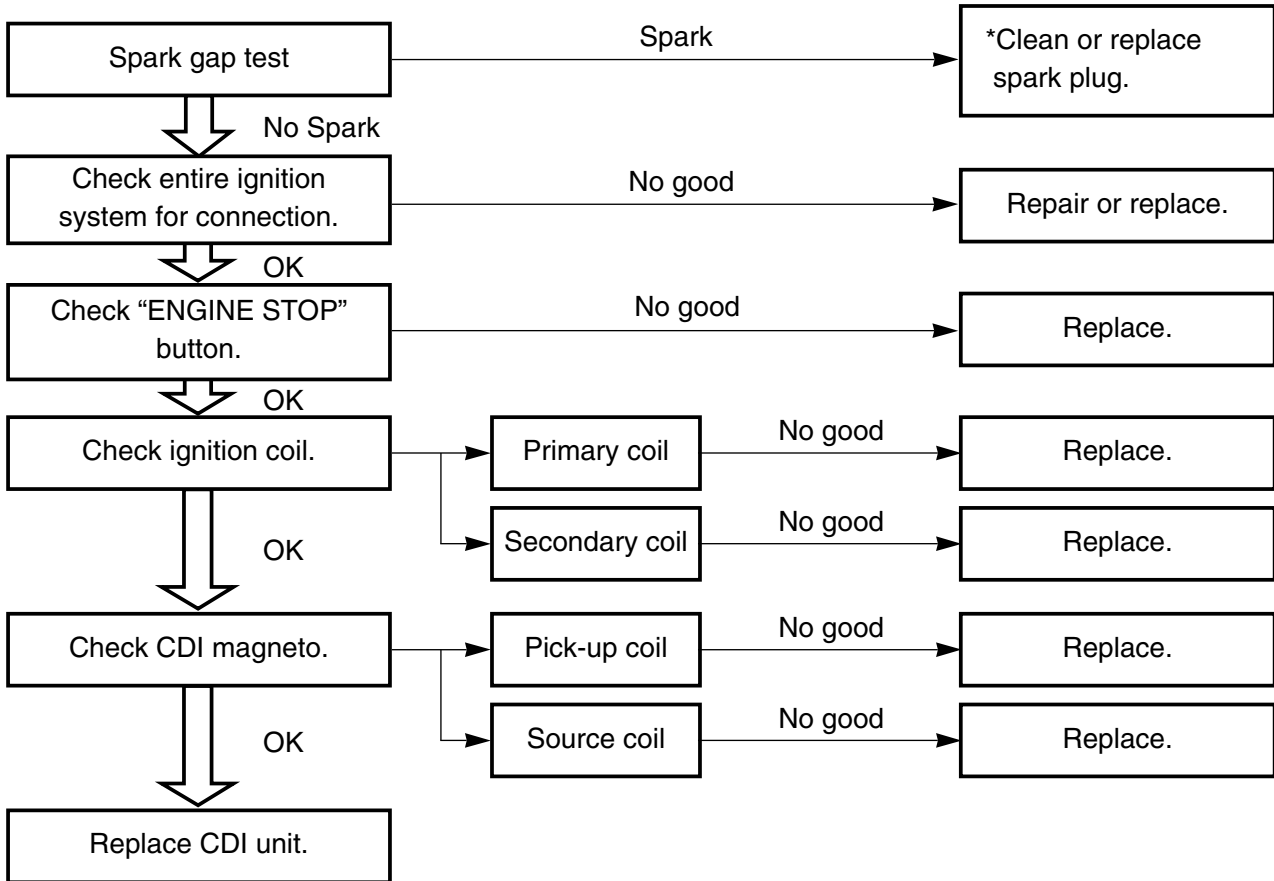 Spark gap test
Spark
*Clean or replace
spark plug.
No Spark
Check entire ignition
system for connection.
No good
Repair or replace.
OK
Check “ENGINE STOP”
button.
No good
Replace.
OK
Check ignition coil.
Primary coil
No good
Replace.
Secondary coil
No good
Replace.
OK
Check CDI magneto.
Pick-up coil
No good
Replace.
Source coil
No good
Replace.
OK
Replace CDI unit.